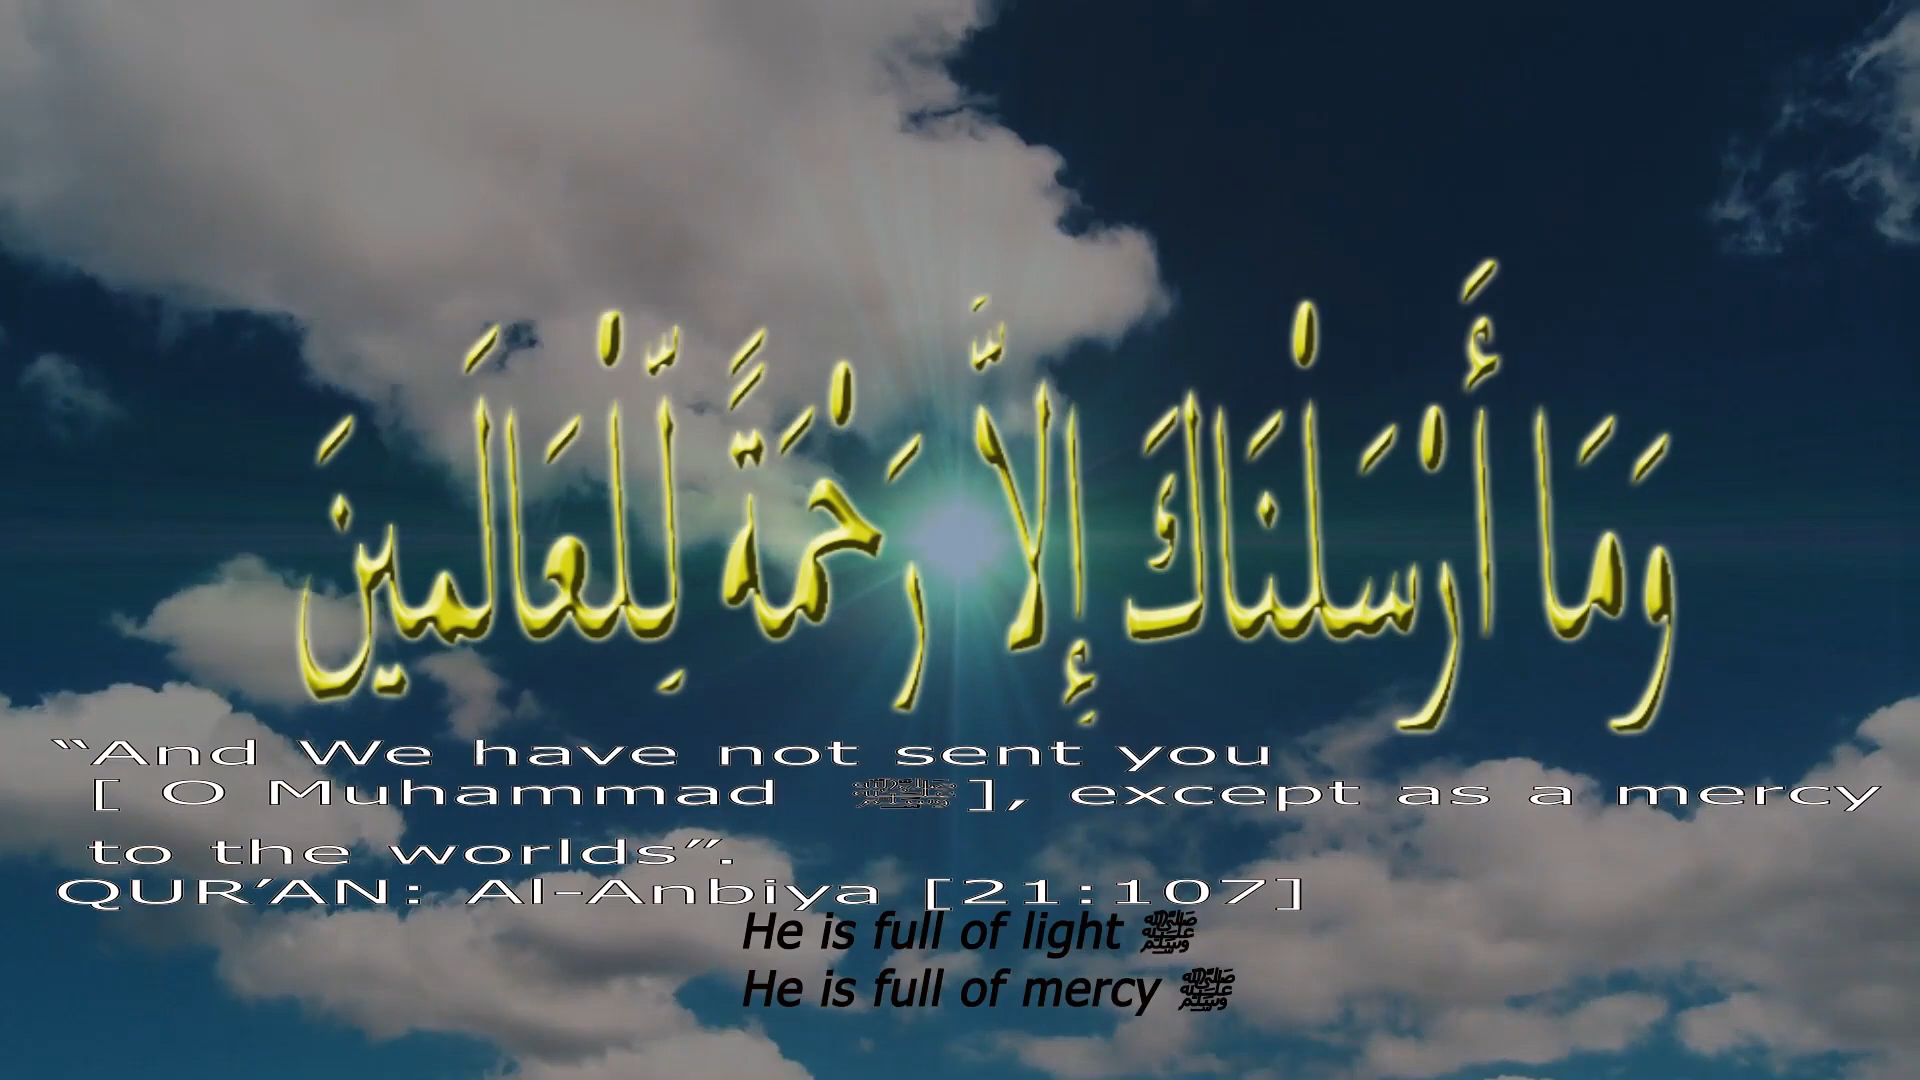 وَمَا أَرْسَلْنَاكَ إِلاَّ رَحْمَةً لِّلْعَالَمِينَ
“And We have not sent you
[ O Muhammad ﷺ ], except as a mercy
to the worlds”.
QUR’AN: Al-Anbiya [21:107]
He is full of light ﷺ
He is full of mercy ﷺ